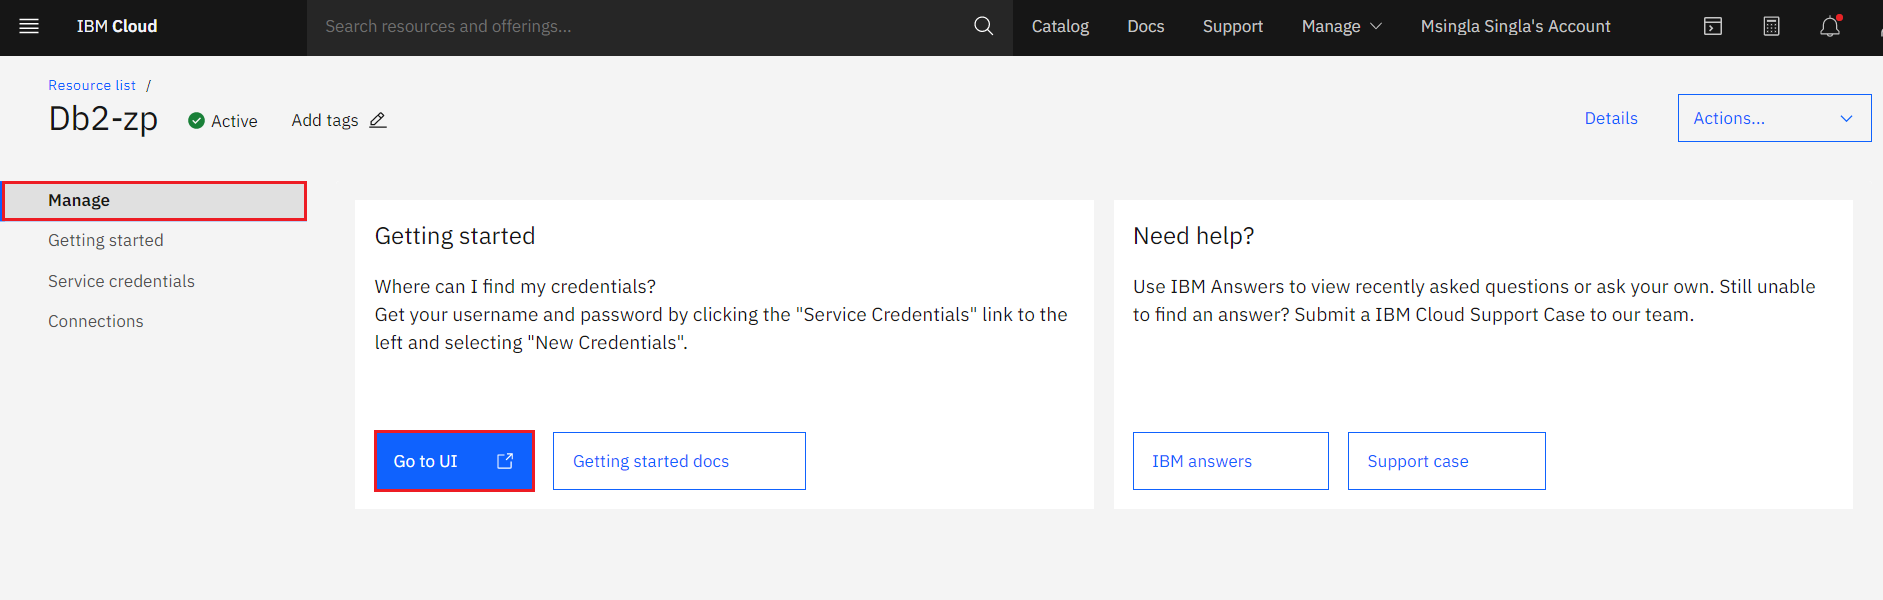 IBM Cloud
Search resources and offerings...
Catalog
Docs
Support
Manage
Msingla Singla's Account
Resource list /
Db2-zp
Active
Add tags
Details
Actions...
Manage
Getting started
Service credentials
Connections
Getting started
Where can I find my credentials?
Get your username and password by clicking the "Service Credentials" link to the
left and selecting "New Credentials".
Go to UI
Getting started docs
Need help?
Use IBM Answers to view recently asked questions or ask your own. Still unable
to find an answer? Submit a IBM Cloud Support Case to our team.
IBM answers
Support case